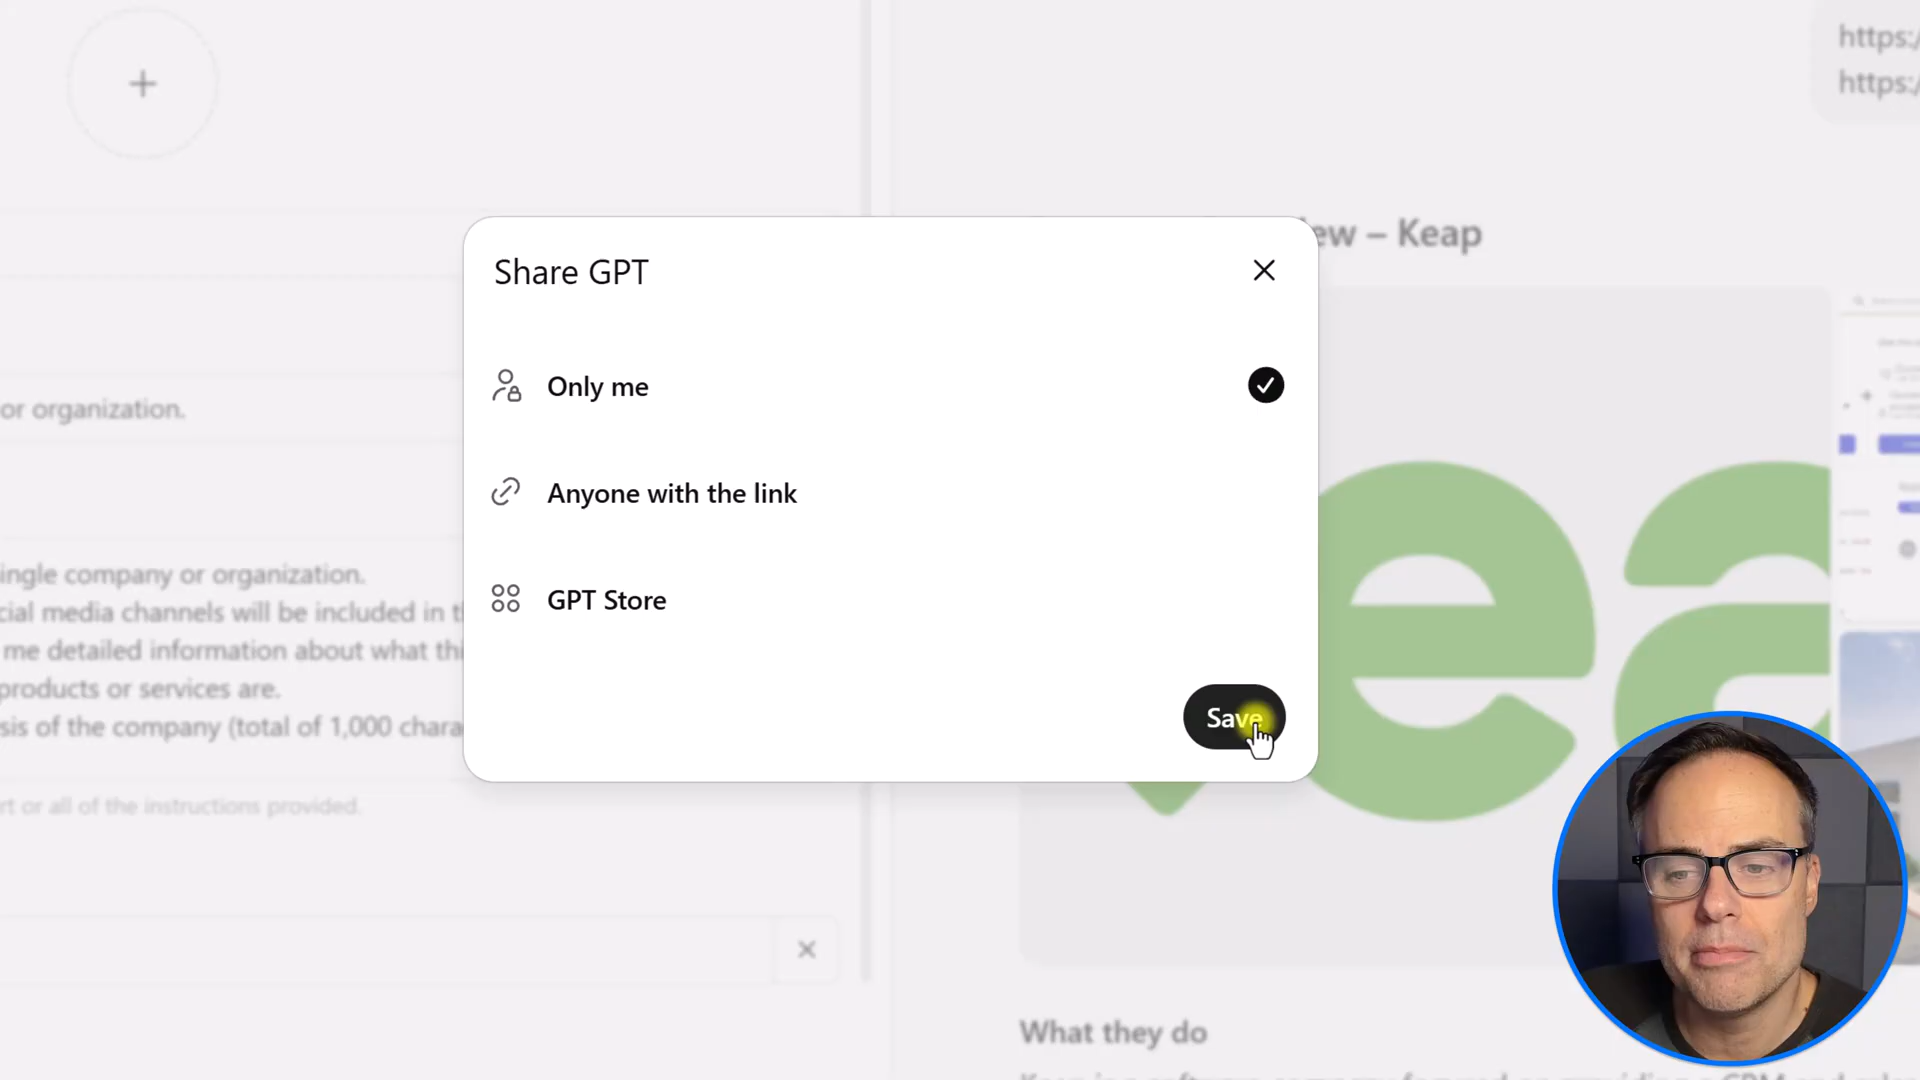 https:/
https:/
ew – Keap
Share GPT
Only me
or organization.
Anyone with the link
ingle company or organization.
GPT Store
cial media channels will be included in t
me detailed information about what thi
products or services are.
Save
sis of the company (total of 1,000 chara
rt or all of the instructions provided.
ea
What they do